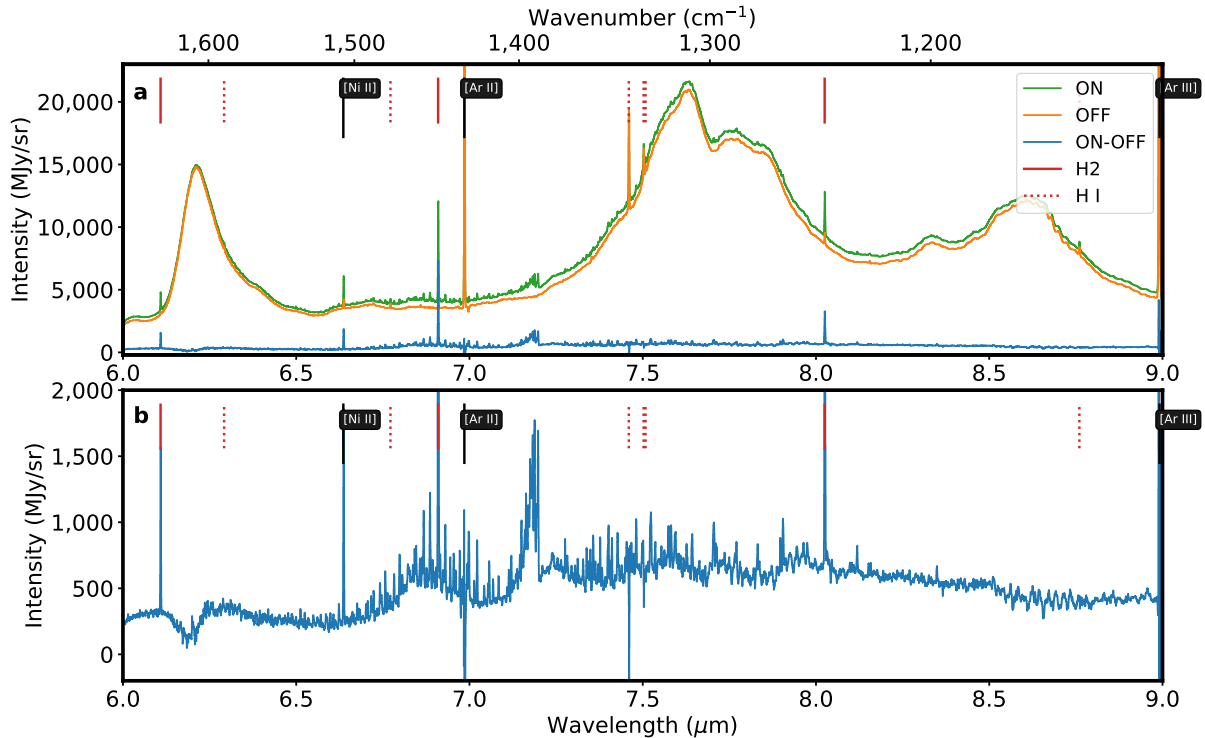 Wavenumber (cm⁻¹)
1,600 1,500 1,400 1,300 1,200
a
[Ni II] [Ar II] [Ar III]
ON
OFF
ON-OFF
H2
H I
Intensity (MJy/sr)
20,000
15,000
10,000
5,000
0
6.0 6.5 7.0 7.5 8.0 8.5 9.0
b
[Ni II] [Ar II] [Ar III]
Intensity (MJy/sr)
2,000
1,500
1,000
500
0
6.0 6.5 7.0 7.5 8.0 8.5 9.0
Wavelength (μm)